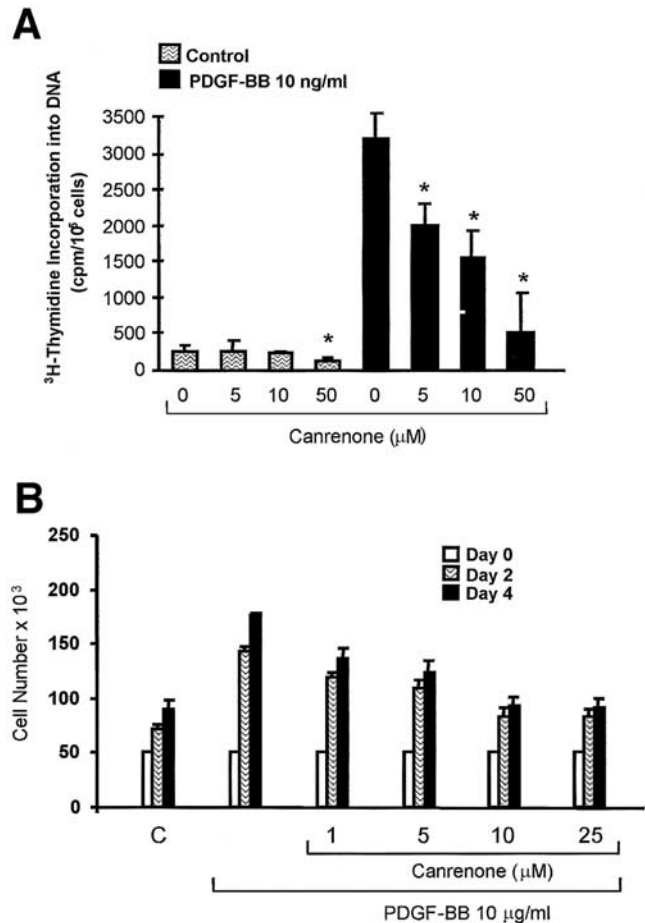 A
Control
PDGF-BB 10 ng/ml
³H-Thymidine Incorporation into DNA
(cpm/10⁶ cells)
3500
3000
2500
2000
1500
1000
500
0
*
*
*
*
0 5 10 50 0 5 10 50
Canrenone (µM)
B
Cell Number x 10³
250
200
150
100
50
0
Day 0
Day 2
Day 4
C 1 5 10 25
Canrenone (µM)
PDGF-BB 10 µg/ml